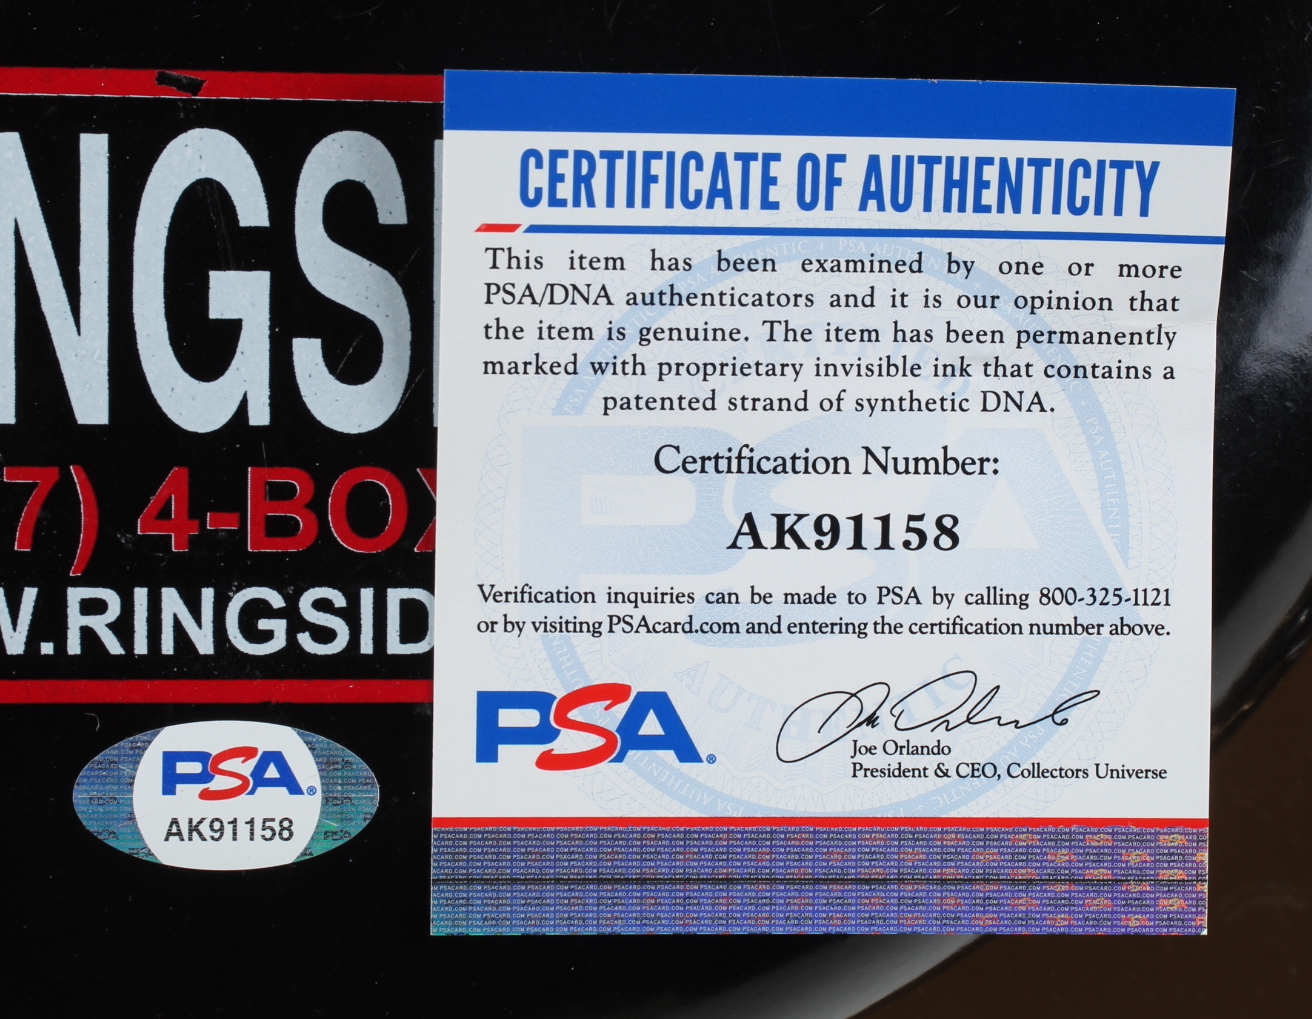 NGS
7) 4-BOX
W.RINGSID
PSA®
AK91158
CERTIFICATE OF AUTHENTICITY
This item has been examined by one or more
PSA/DNA authenticators and it is our opinion that
the item is genuine. The item has been permanently
marked with proprietary invisible ink that contains a
patented strand of synthetic DNA.
Certification Number:
AK91158
Verification inquiries can be made to PSA by calling 800-325-1121
or by visiting PSAcard.com and entering the certification number above.
PSA®
Joe Orlando
President & CEO, Collectors Universe